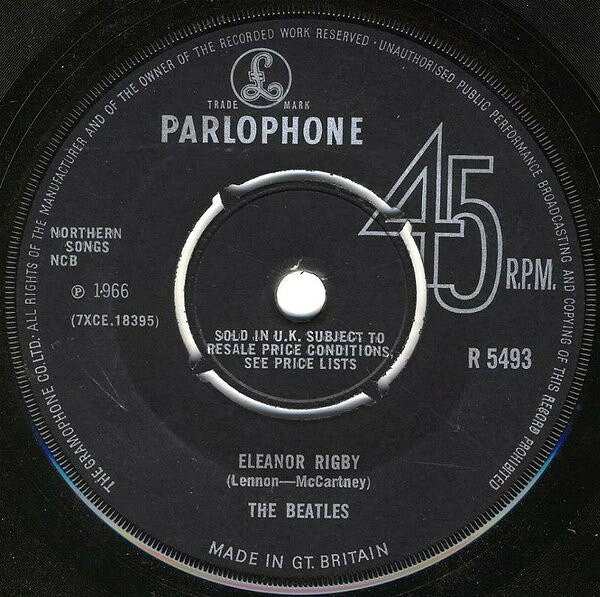 THE GRAMOPHONE CO. LTD. · ALL RIGHTS OF THE MANUFACTURER AND OF THE OWNER OF THE RECORDED WORK RESERVED · UNAUTHORISED PUBLIC PERFORMANCE BROADCASTING AND COPYING OF THIS RECORD PROHIBITED
£
TRADE MARK
PARLOPHONE
45
R.P.M.
NORTHERN
SONGS
NCB
℗ 1966
(7XCE.18395)
SOLD IN U.K. SUBJECT TO
RESALE PRICE CONDITIONS,
SEE PRICE LISTS
R 5493
ELEANOR RIGBY
(Lennon—McCartney)
THE BEATLES
MADE IN GT. BRITAIN